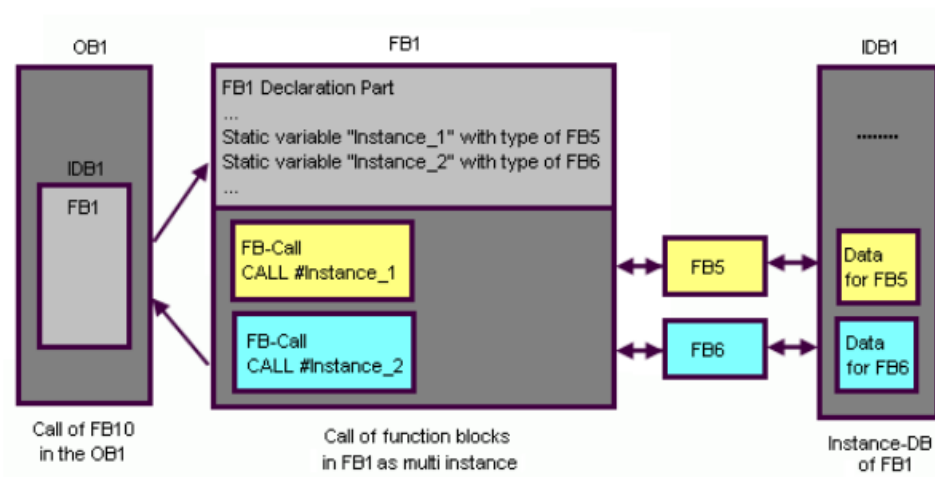 OB1
IDB1
FB1
Call of FB10
in the OB1
FB1
FB1 Declaration Part
...
Static variable "Instance_1" with type of FB5
Static variable "Instance_2" with type of FB6
...
FB-Call
CALL #Instance_1
FB-Call
CALL #Instance_2
Call of function blocks
in FB1 as multi instance
FB5
FB6
IDB1
........
Data
for FB5
Data
for FB6
Instance-DB
of FB1